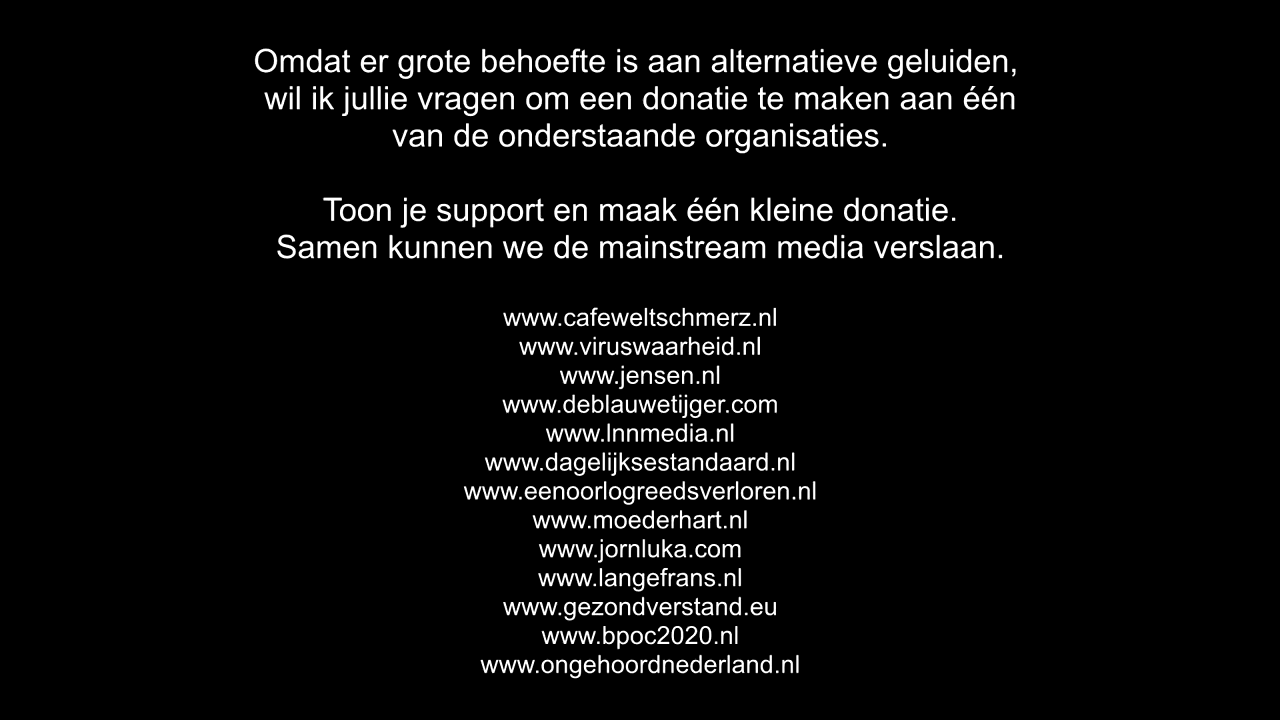 Omdat er grote behoefte is aan alternatieve geluiden,
wil ik jullie vragen om een donatie te maken aan één
van de onderstaande organisaties.
Toon je support en maak één kleine donatie.
Samen kunnen we de mainstream media verslaan.
www.cafeweltschmerz.nl
www.viruswaarheid.nl
www.jensen.nl
www.deblauwetijger.com
www.lnnmedia.nl
www.dagelijksestandaard.nl
www.eenoorlogreedsverloren.nl
www.moederhart.nl
www.jornluka.com
www.langefrans.nl
www.gezondverstand.eu
www.bpoc2020.nl
www.ongehoordnederland.nl